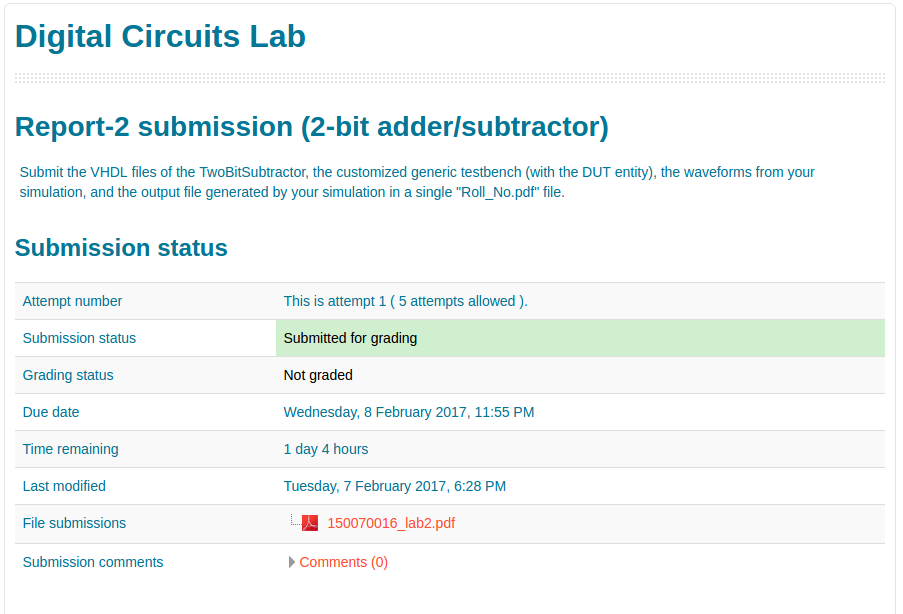 Digital Circuits Lab
Report-2 submission (2-bit adder/subtractor)
Submit the VHDL files of the TwoBitSubtractor, the customized generic testbench (with the DUT entity), the waveforms from your
simulation, and the output file generated by your simulation in a single "Roll_No.pdf" file.
Submission status
Attempt number This is attempt 1 ( 5 attempts allowed ).
Submission status Submitted for grading
Grading status Not graded
Due date Wednesday, 8 February 2017, 11:55 PM
Time remaining 1 day 4 hours
Last modified Tuesday, 7 February 2017, 6:28 PM
File submissions 150070016_lab2.pdf
Submission comments Comments (0)